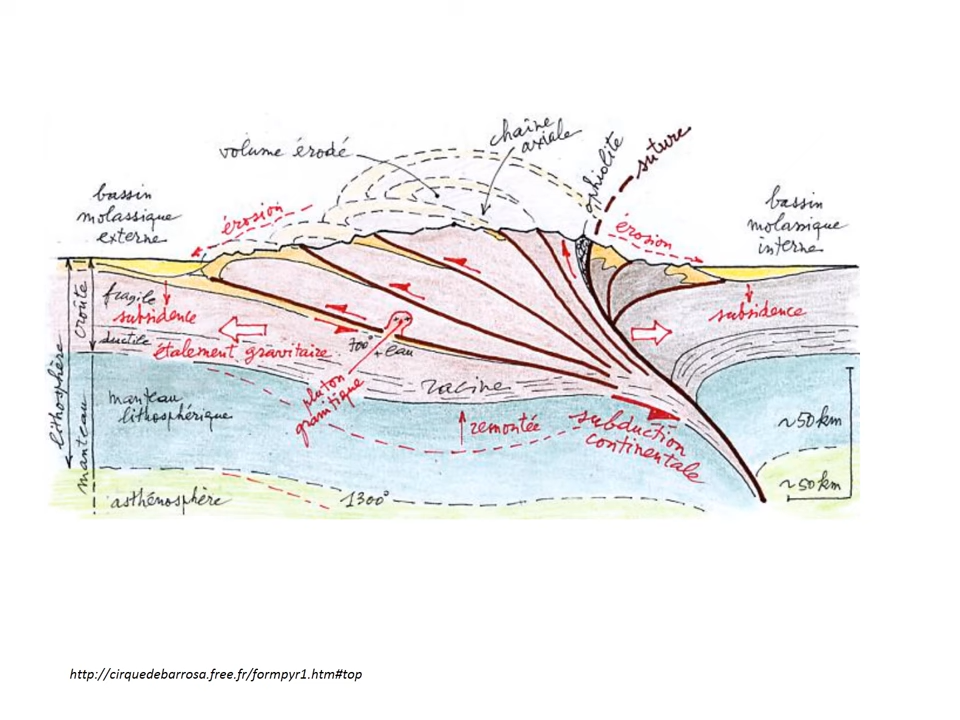 volume érodé
chaîne
axiale
ophiolite
suture
bassin
molassique
externe
érosion
érosion
bassin
molassique
interne
lithosphère
croûte
manteau
fragile
subsidence
ductile
étalement gravitaire
700°
+ eau
pluton
granitique
racine
remontée
subduction
continentale
subsidence
manteau
lithosphérique
~50km
~50km
asthénosphère
1300°
http://cirquedebarrosa.free.fr/formpyr1.htm#top